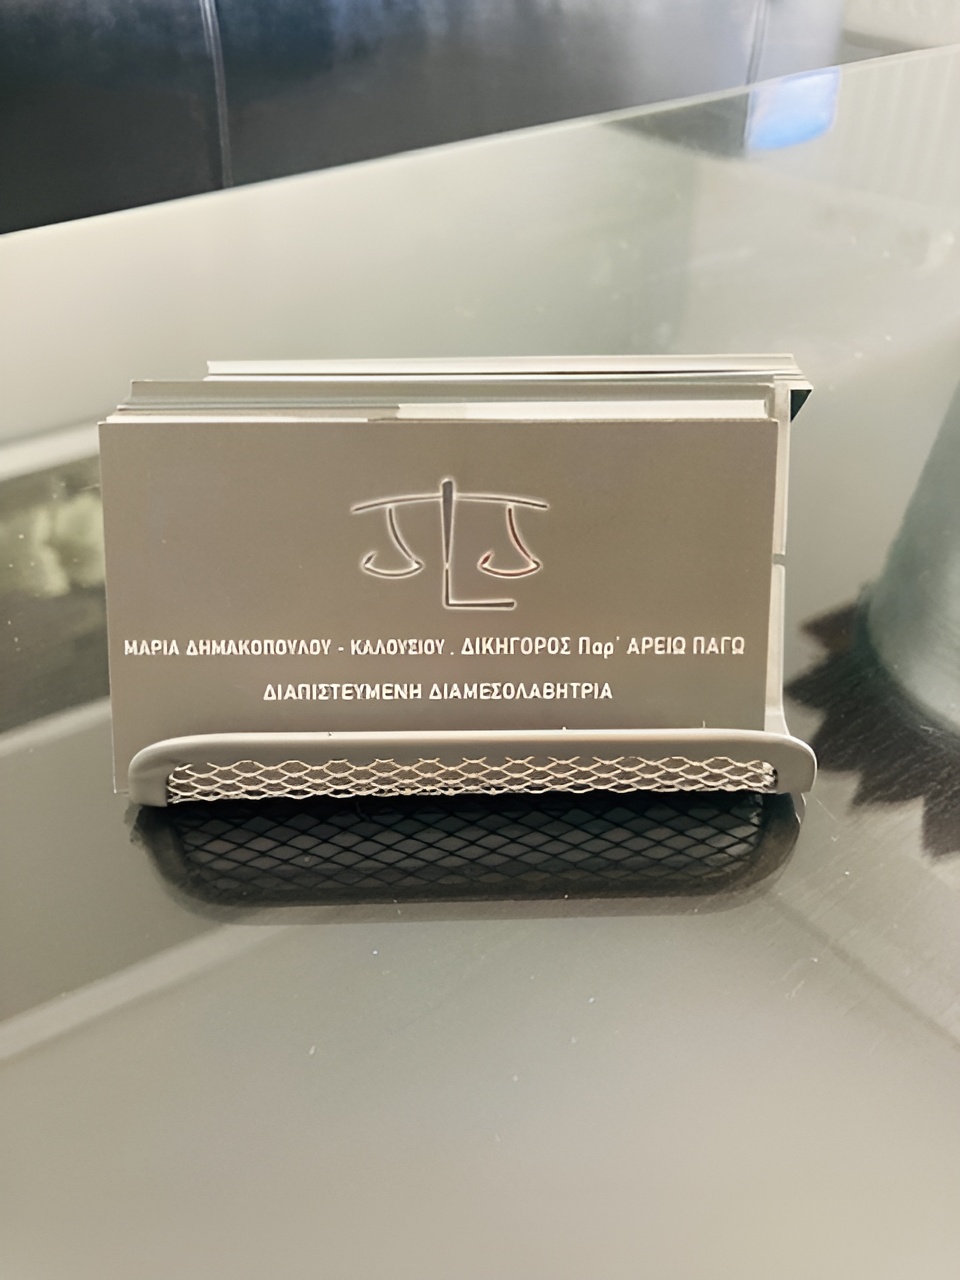 ΜΑΡΙΑ ΔΗΜΑΚΟΠΟΥΛΟΥ - ΚΑΛΟΥΣΙΟΥ . ΔΙΚΗΓΟΡΟΣ Παρ' ΑΡΕΙΩ ΠΑΓΩ
ΔΙΑΠΙΣΤΕΥΜΕΝΗ ΔΙΑΜΕΣΟΛΑΒΗΤΡΙΑ